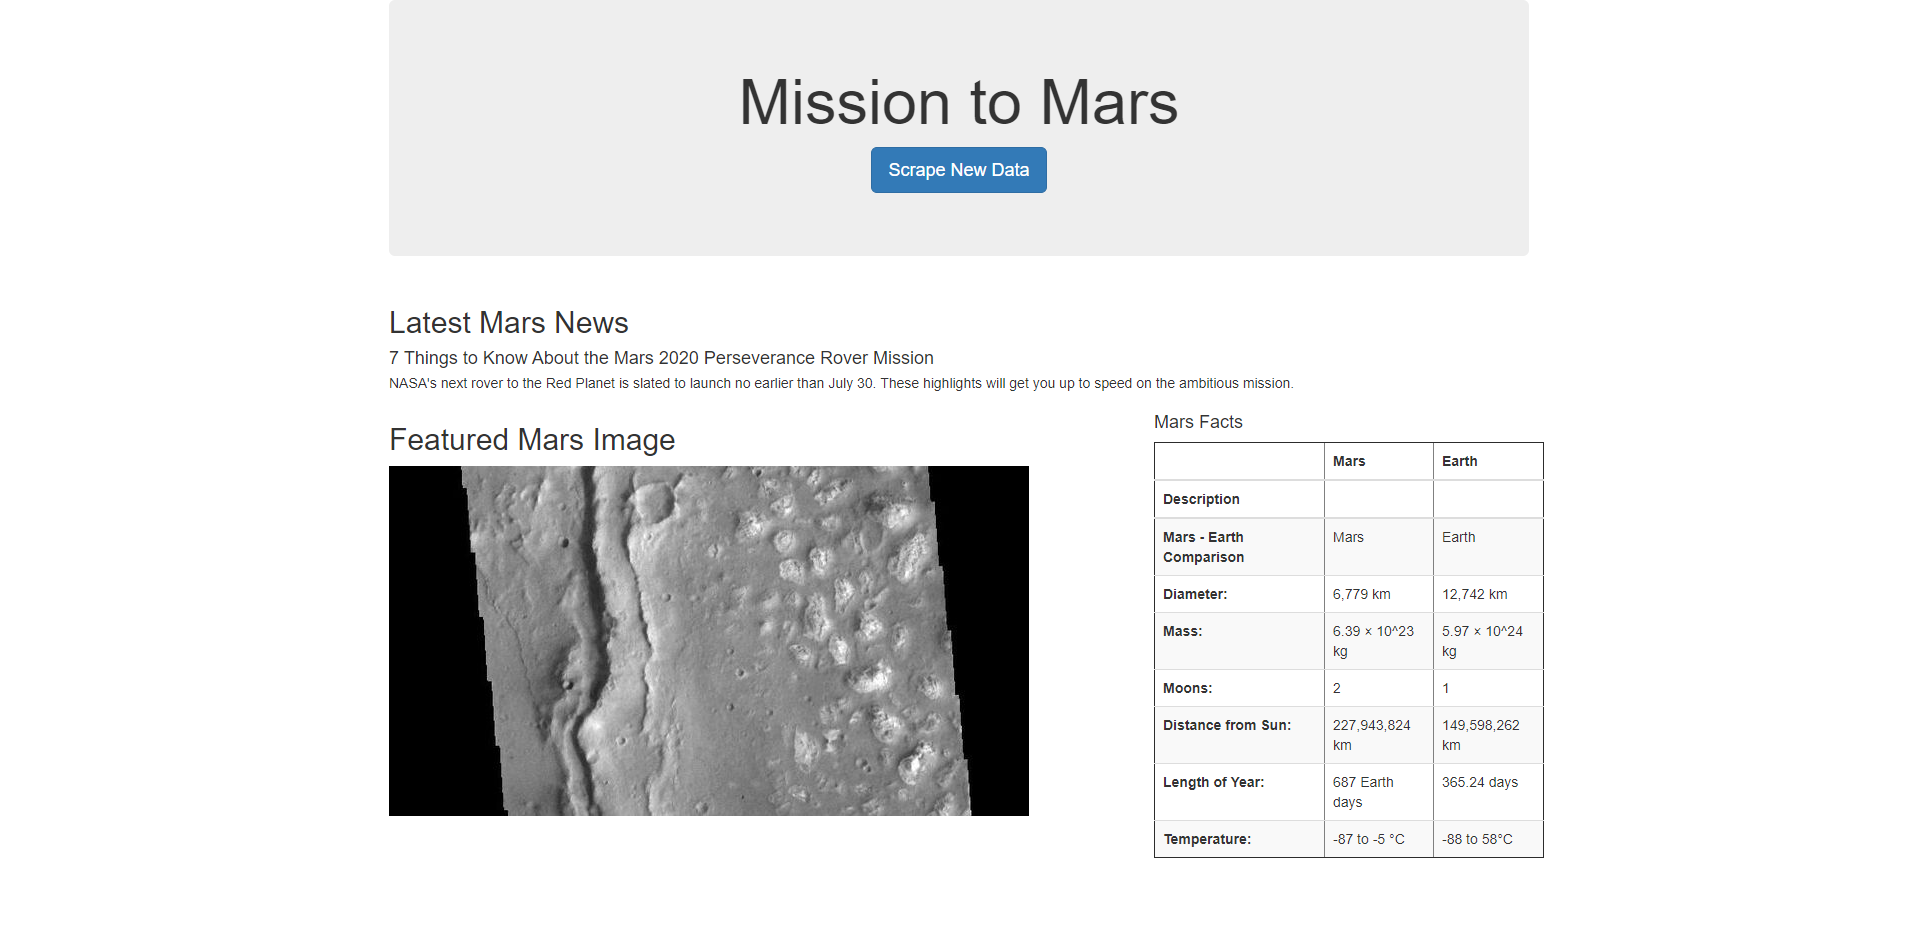 Mission to Mars
Scrape New Data
Latest Mars News
7 Things to Know About the Mars 2020 Perseverance Rover Mission
NASA's next rover to the Red Planet is slated to launch no earlier than July 30. These highlights will get you up to speed on the ambitious mission.
Featured Mars Image
Mars Facts
Mars Earth
Description
Mars - Earth Comparison Mars Earth
Diameter: 6,779 km 12,742 km
Mass: 6.39 × 10^23 kg 5.97 × 10^24 kg
Moons: 2 1
Distance from Sun: 227,943,824 km 149,598,262 km
Length of Year: 687 Earth days 365.24 days
Temperature: -87 to -5 °C -88 to 58°C